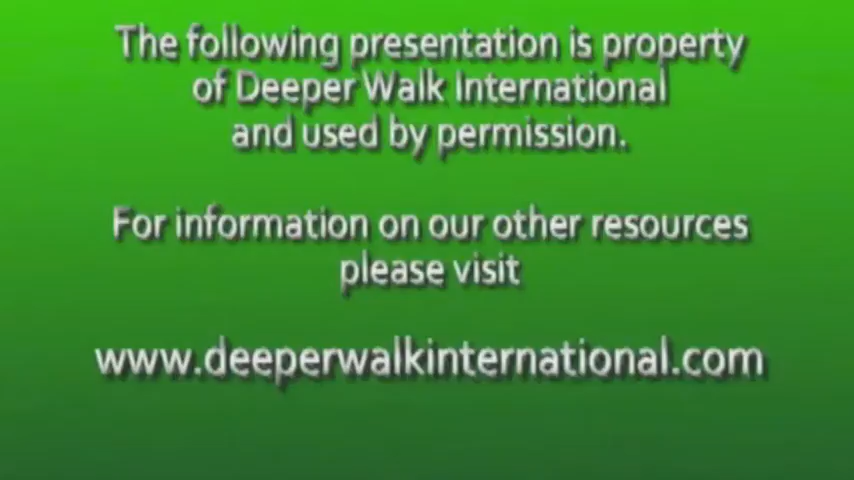 The following presentation is property
of Deeper Walk International
and used by permission.
For information on our other resources
please visit
www.deeperwalkinternational.com